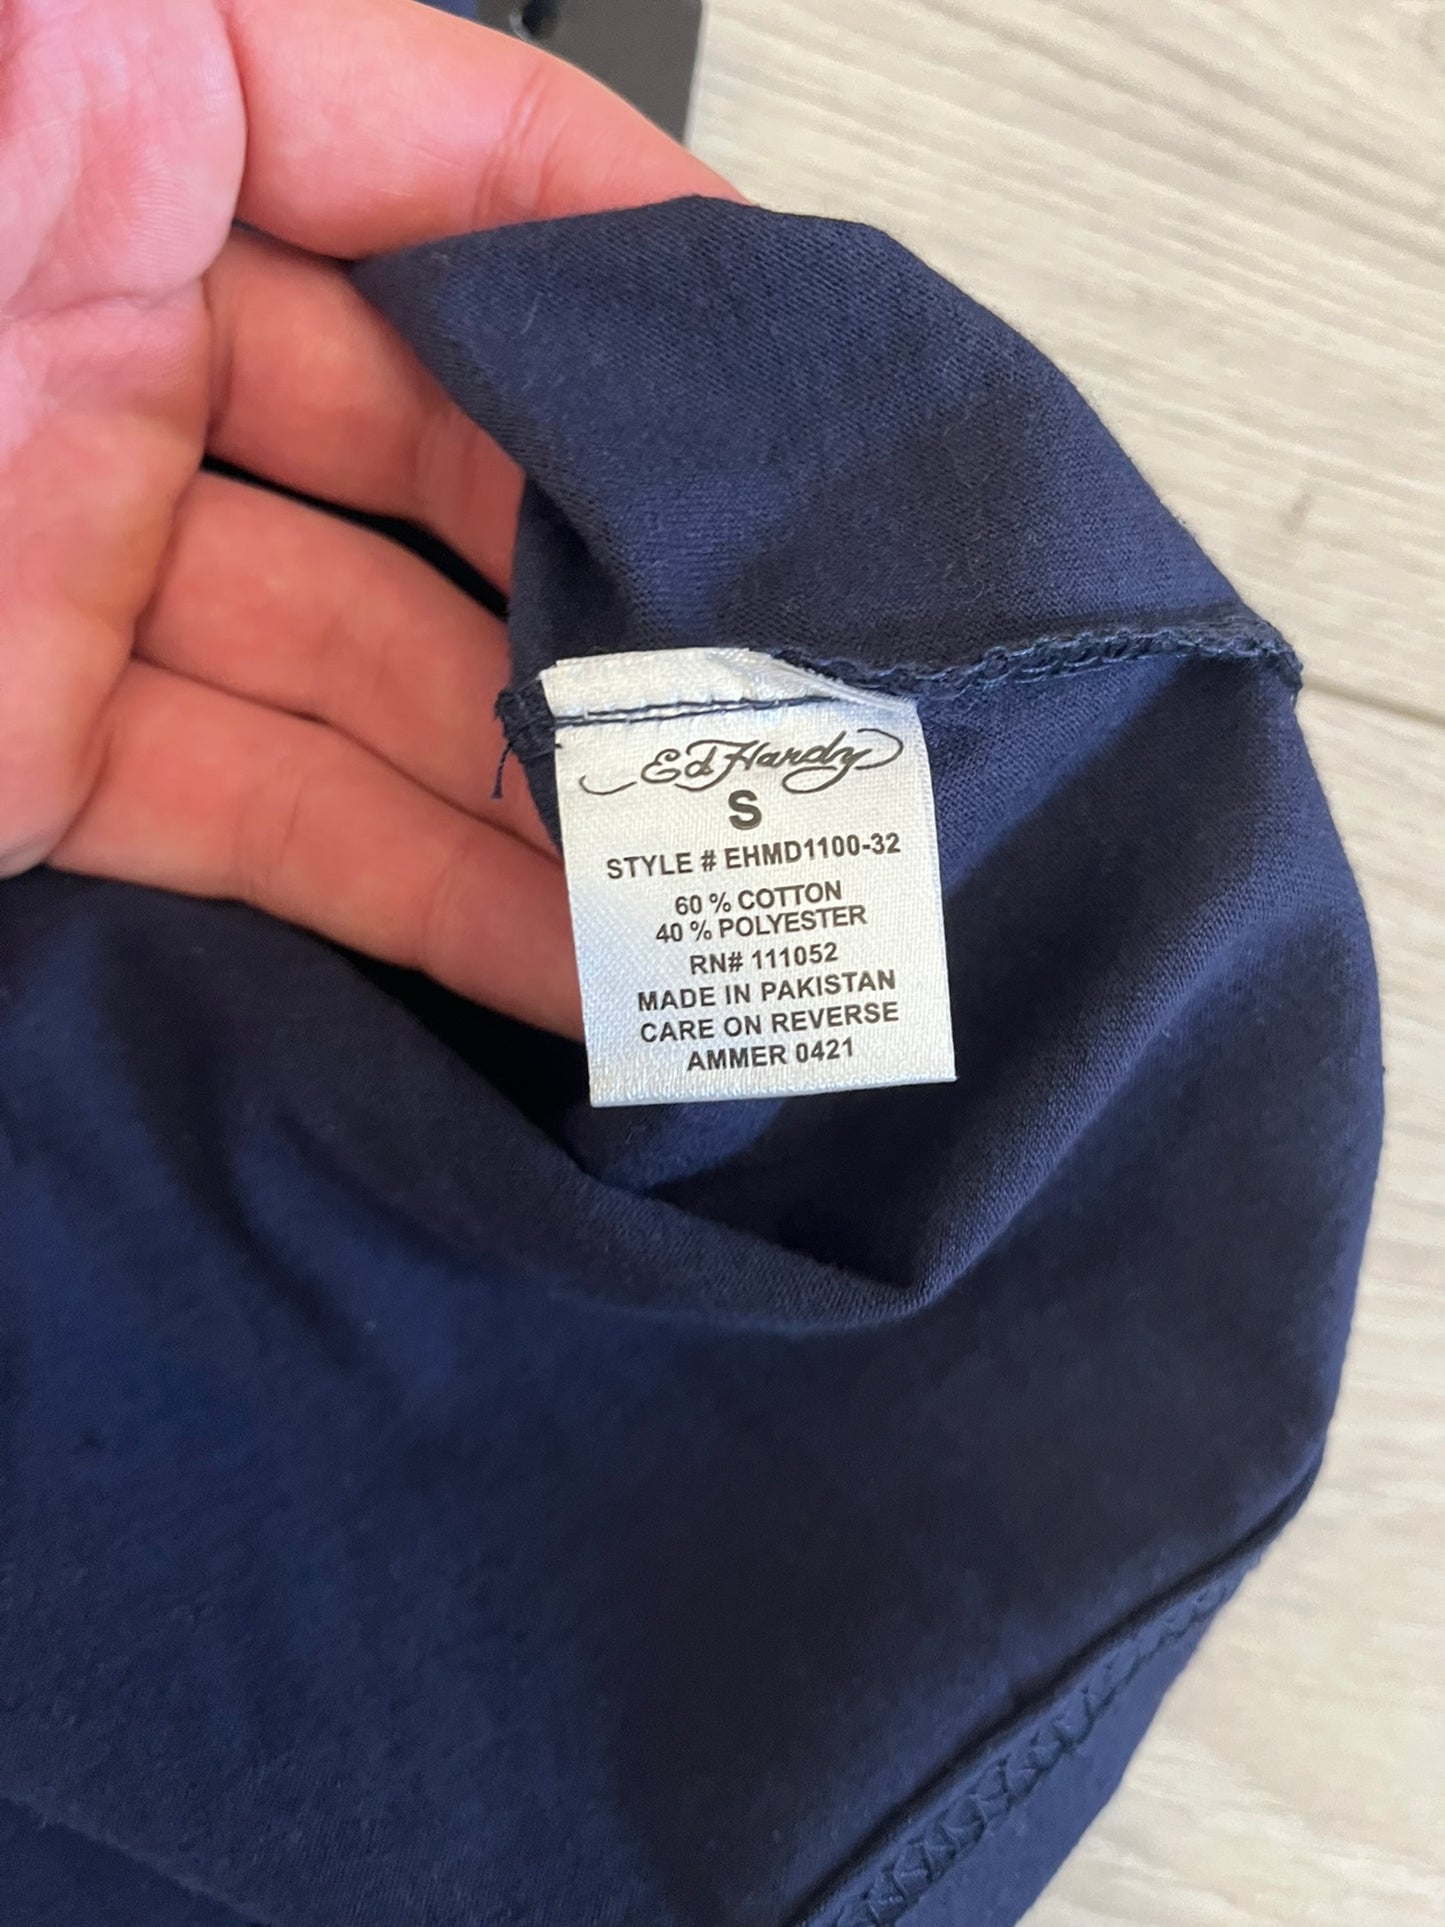 Ed Hardy
S
STYLE # EHMD1100-32
60 % COTTON
40 % POLYESTER
RN# 111052
MADE IN PAKISTAN
CARE ON REVERSE
AMMER 0421